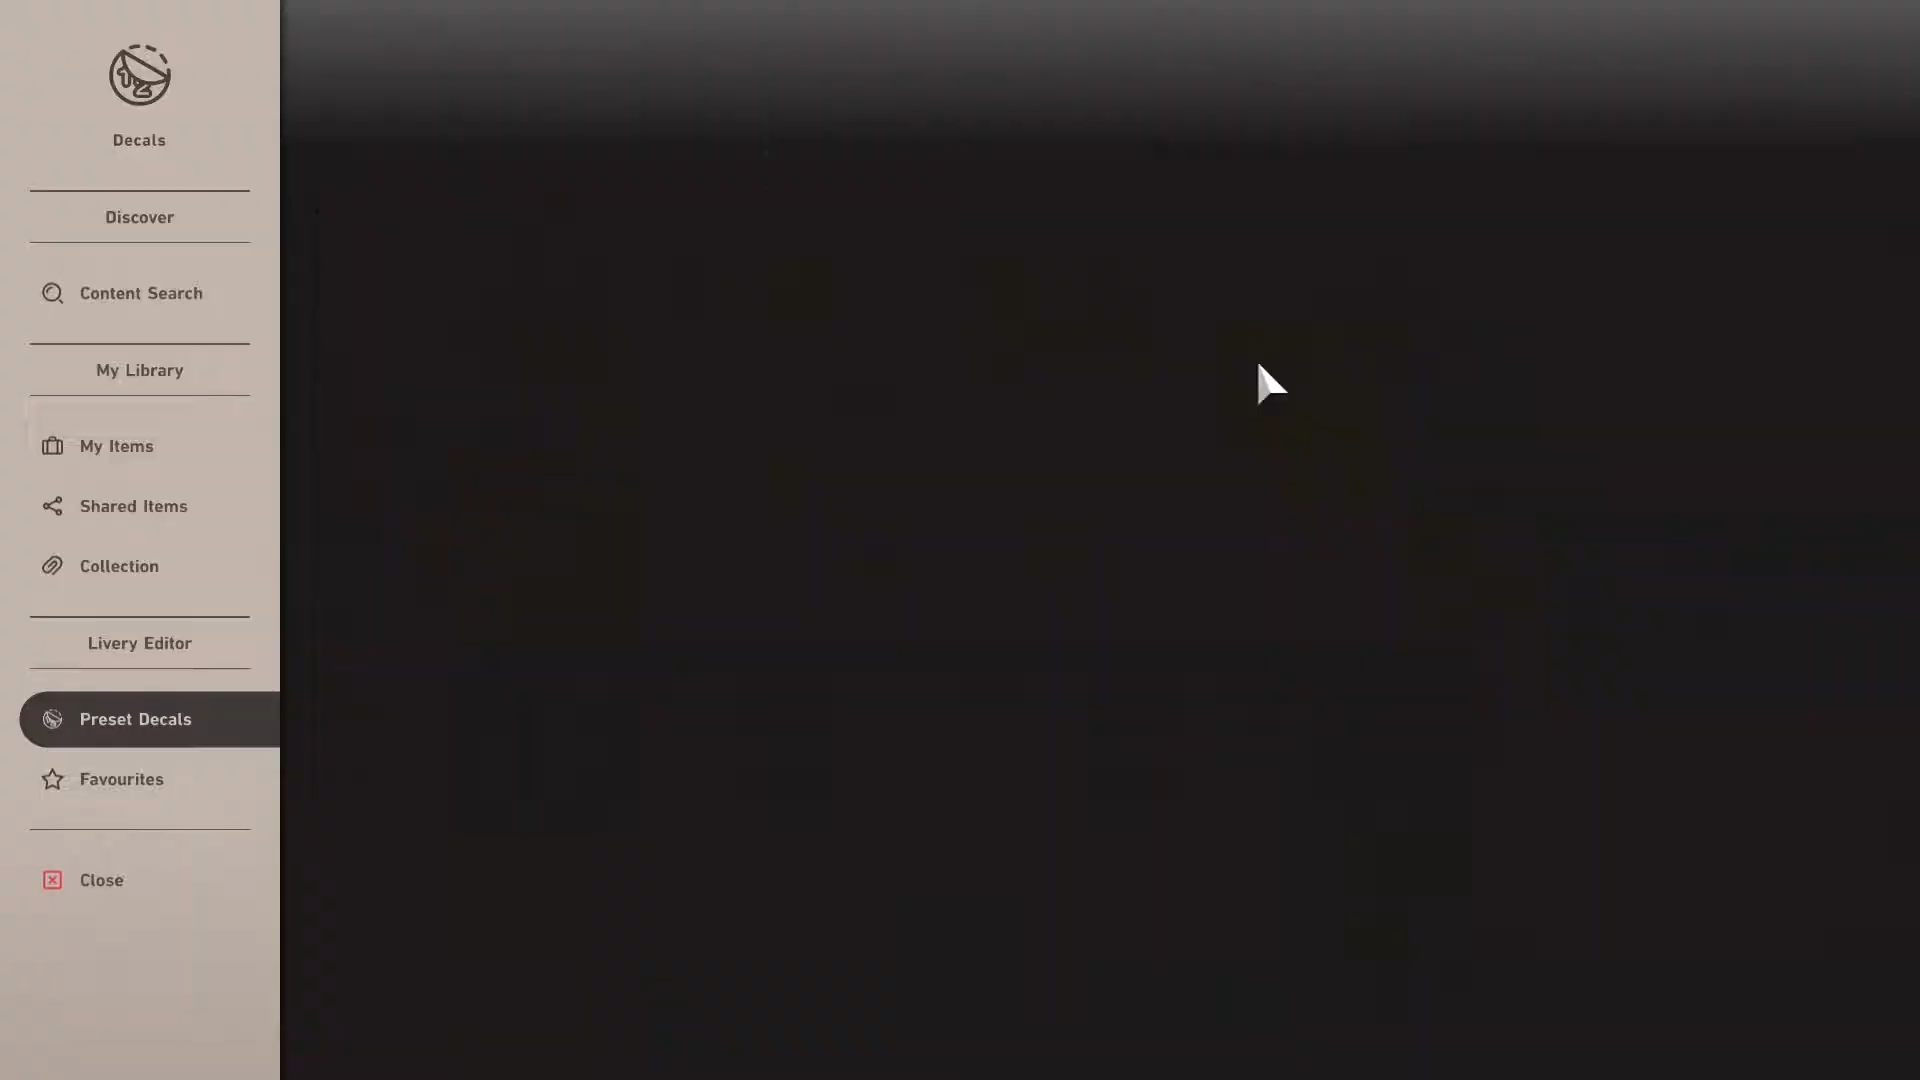 Decals
Discover
Content Search
My Library
My Items
Shared Items
Collection
Livery Editor
Preset Decals
Favourites
Close